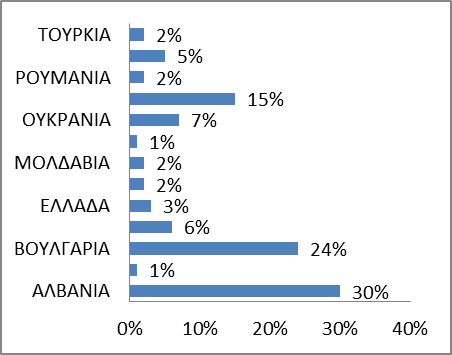 ΤΟΥΡΚΙΑ 2%
5%
ΡΟΥΜΑΝΙΑ 2%
15%
ΟΥΚΡΑΝΙΑ 7%
1%
ΜΟΛΔΑΒΙΑ 2%
2%
ΕΛΛΑΔΑ 3%
6%
ΒΟΥΛΓΑΡΙΑ 24%
1%
ΑΛΒΑΝΙΑ 30%
0% 10% 20% 30% 40%